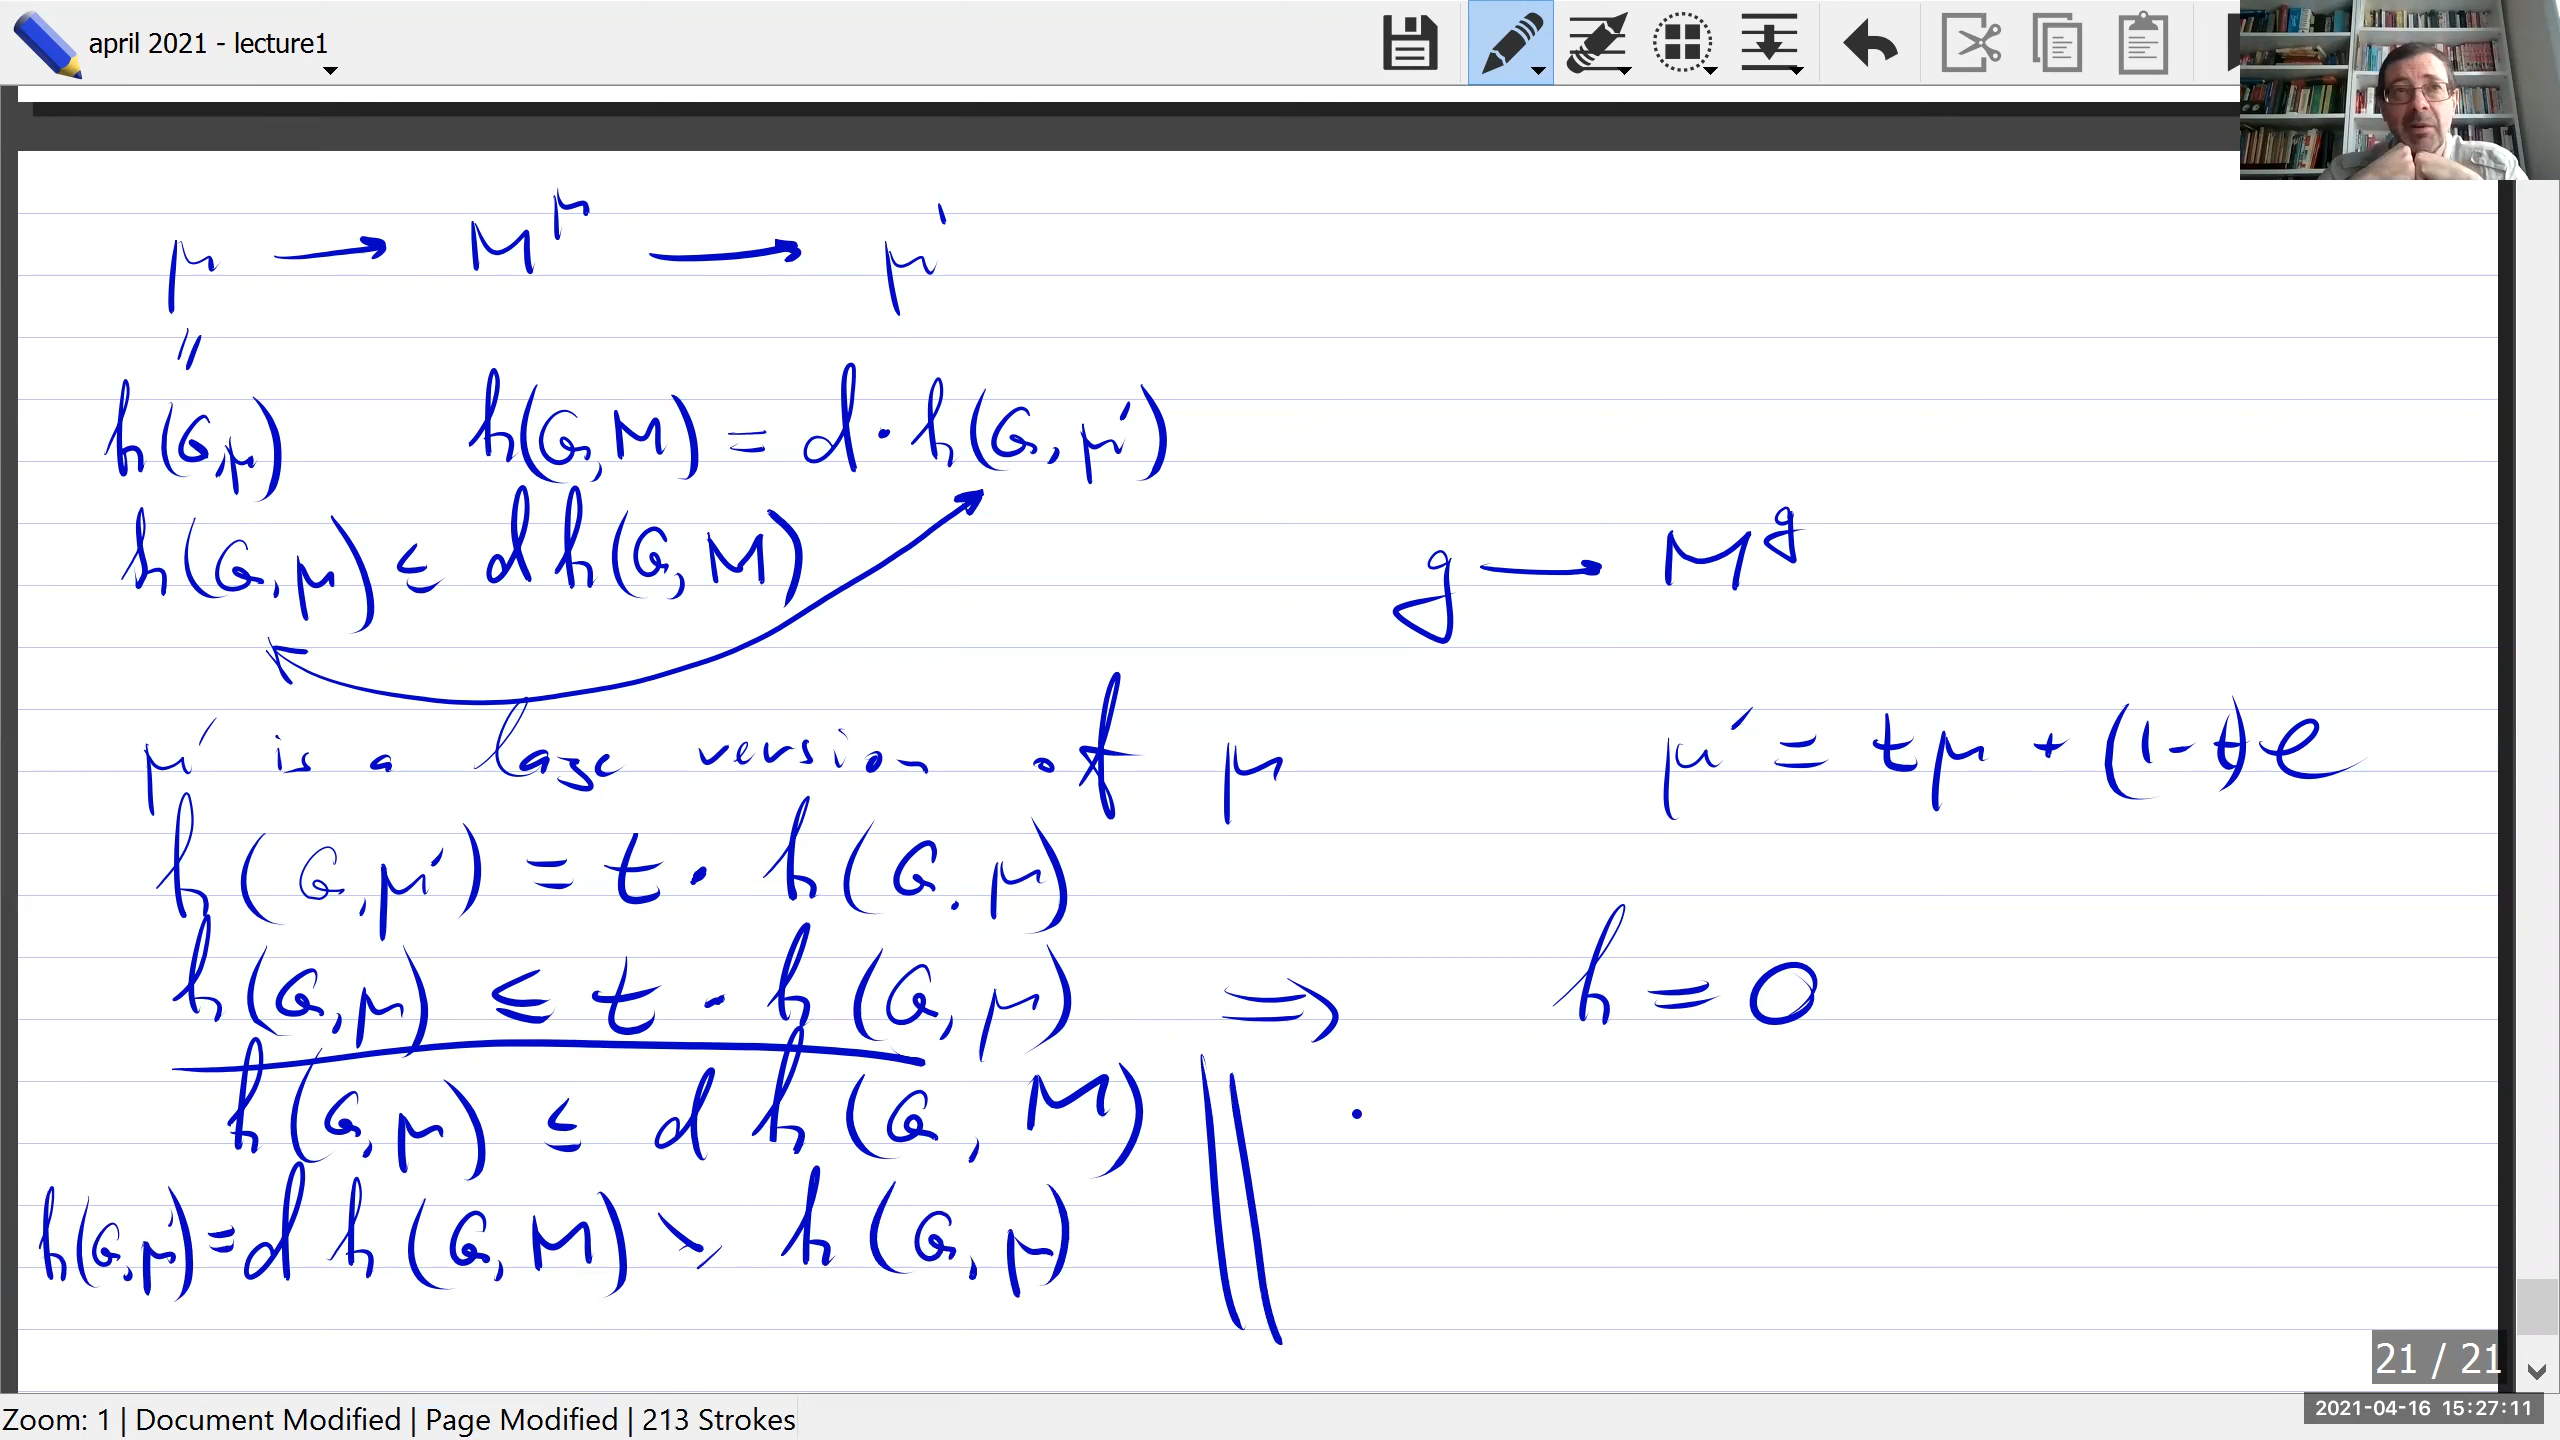 april 2021 - lecture1
μ → M^μ → μ'
||
h(G,μ) h(G,M) = d · h(G,μ')
h(G,μ) ≤ d h(G,M)
g → M^g
μ' is a laze version of μ
μ' = tμ + (1-t)e
h(G,μ') = t · h(G,μ)
h(G,μ) ≤ t · h(G,μ) ⇒ h = 0
h(G,μ) ≤ d h(G,M)
h(G,μ') = d h(G,M) ≥ h(G,μ)
21 / 21
2021-04-16 15:27:11
Zoom: 1 | Document Modified | Page Modified | 213 Strokes